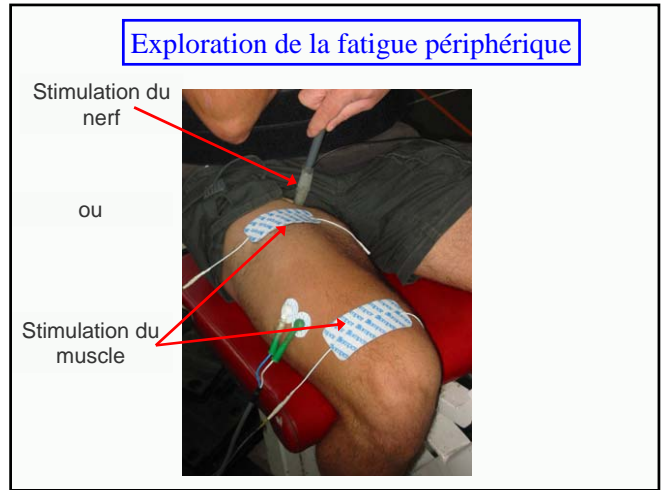 Exploration de la fatigue périphérique
Stimulation du
nerf
ou
Stimulation du
muscle